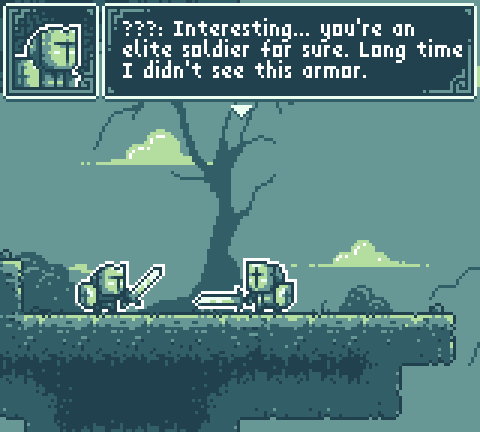 ???: Interesting... you're an
elite soldier for sure. Long time
I didn't see this armor.